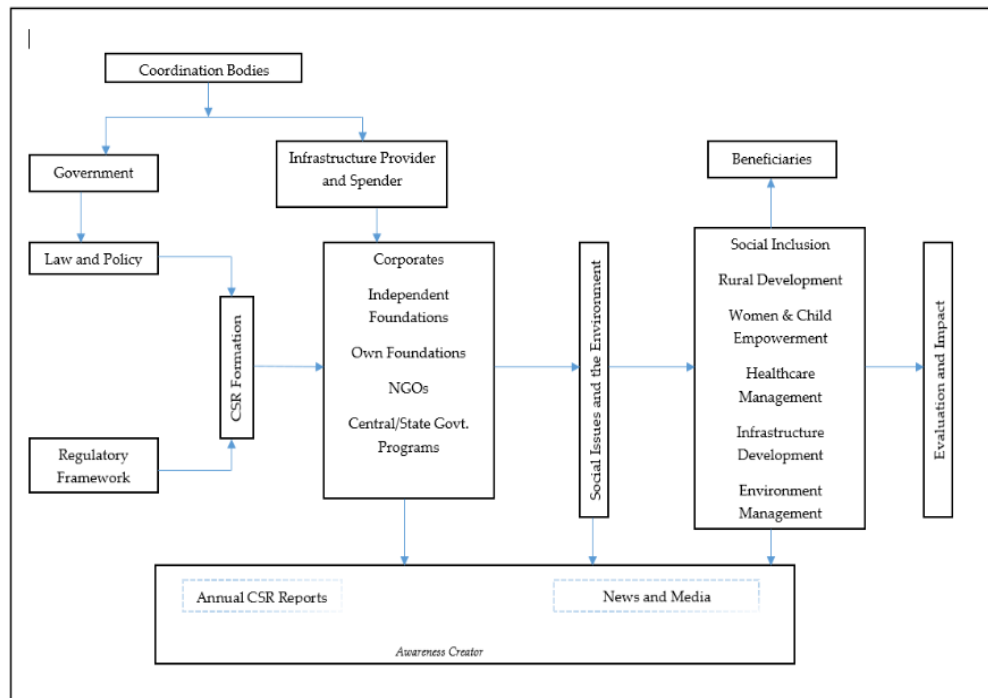 Coordination Bodies
Government
Infrastructure Provider
and Spender
Beneficiaries
Law and Policy
CSR Formation
Regulatory
Framework
Corporates
Independent
Foundations
Own Foundations
NGOs
Central/State Govt.
Programs
Social Issues and the Environment
Social Inclusion
Rural Development
Women & Child
Empowerment
Healthcare
Management
Infrastructure
Development
Environment
Management
Evaluation and Impact
Annual CSR Reports
News and Media
Awareness Creator